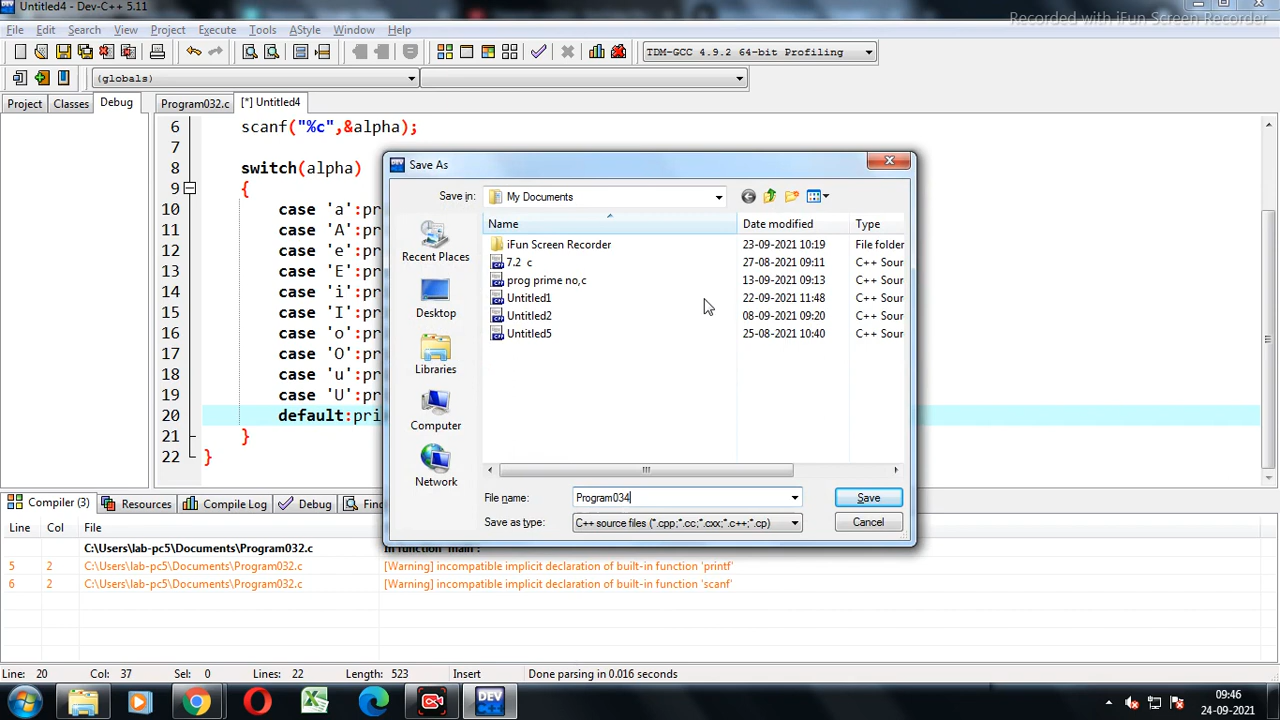 Untitled4 - Dev-C++ 5.11
Recorded with iFun Screen Recorder
File Edit Search View Project Execute Tools AStyle Window Help
TDM-GCC 4.9.2 64-bit Profiling
(globals)
Project Classes Debug Program032.c [*] Untitled4
6 scanf("%c",&alpha);
7
8 switch(alpha)
9 {
10 case 'a':pr
11 case 'A':pr
12 case 'e':pr
13 case 'E':pr
14 case 'i':pr
15 case 'I':pr
16 case 'o':pr
17 case 'O':pr
18 case 'u':pr
19 case 'U':pr
20 default:pri
21 }
22 }
Save As
Save in: My Documents
Name Date modified Type
iFun Screen Recorder 23-09-2021 10:19 File folder
7.2 c 27-08-2021 09:11 C++ Sour
prog prime no,c 13-09-2021 09:13 C++ Sour
Untitled1 22-09-2021 11:48 C++ Sour
Untitled2 08-09-2021 09:20 C++ Sour
Untitled5 25-08-2021 10:40 C++ Sour
Recent Places
Desktop
Libraries
Computer
Network
File name: Program034 Save
Save as type: C++ source files (*.cpp;*.cc;*.cxx;*.c++;*.cp) Cancel
Compiler (3) Resources Compile Log Debug Fin
Line Col File
C:\Users\lab-pc5\Documents\Program032.c In function 'main':
5 2 C:\Users\lab-pc5\Documents\Program032.c [Warning] incompatible implicit declaration of built-in function 'printf'
6 2 C:\Users\lab-pc5\Documents\Program032.c [Warning] incompatible implicit declaration of built-in function 'scanf'
Line: 20 Col: 37 Sel: 0 Lines: 22 Length: 523 Insert Done parsing in 0.016 seconds
DEV C++
09:46
24-09-2021